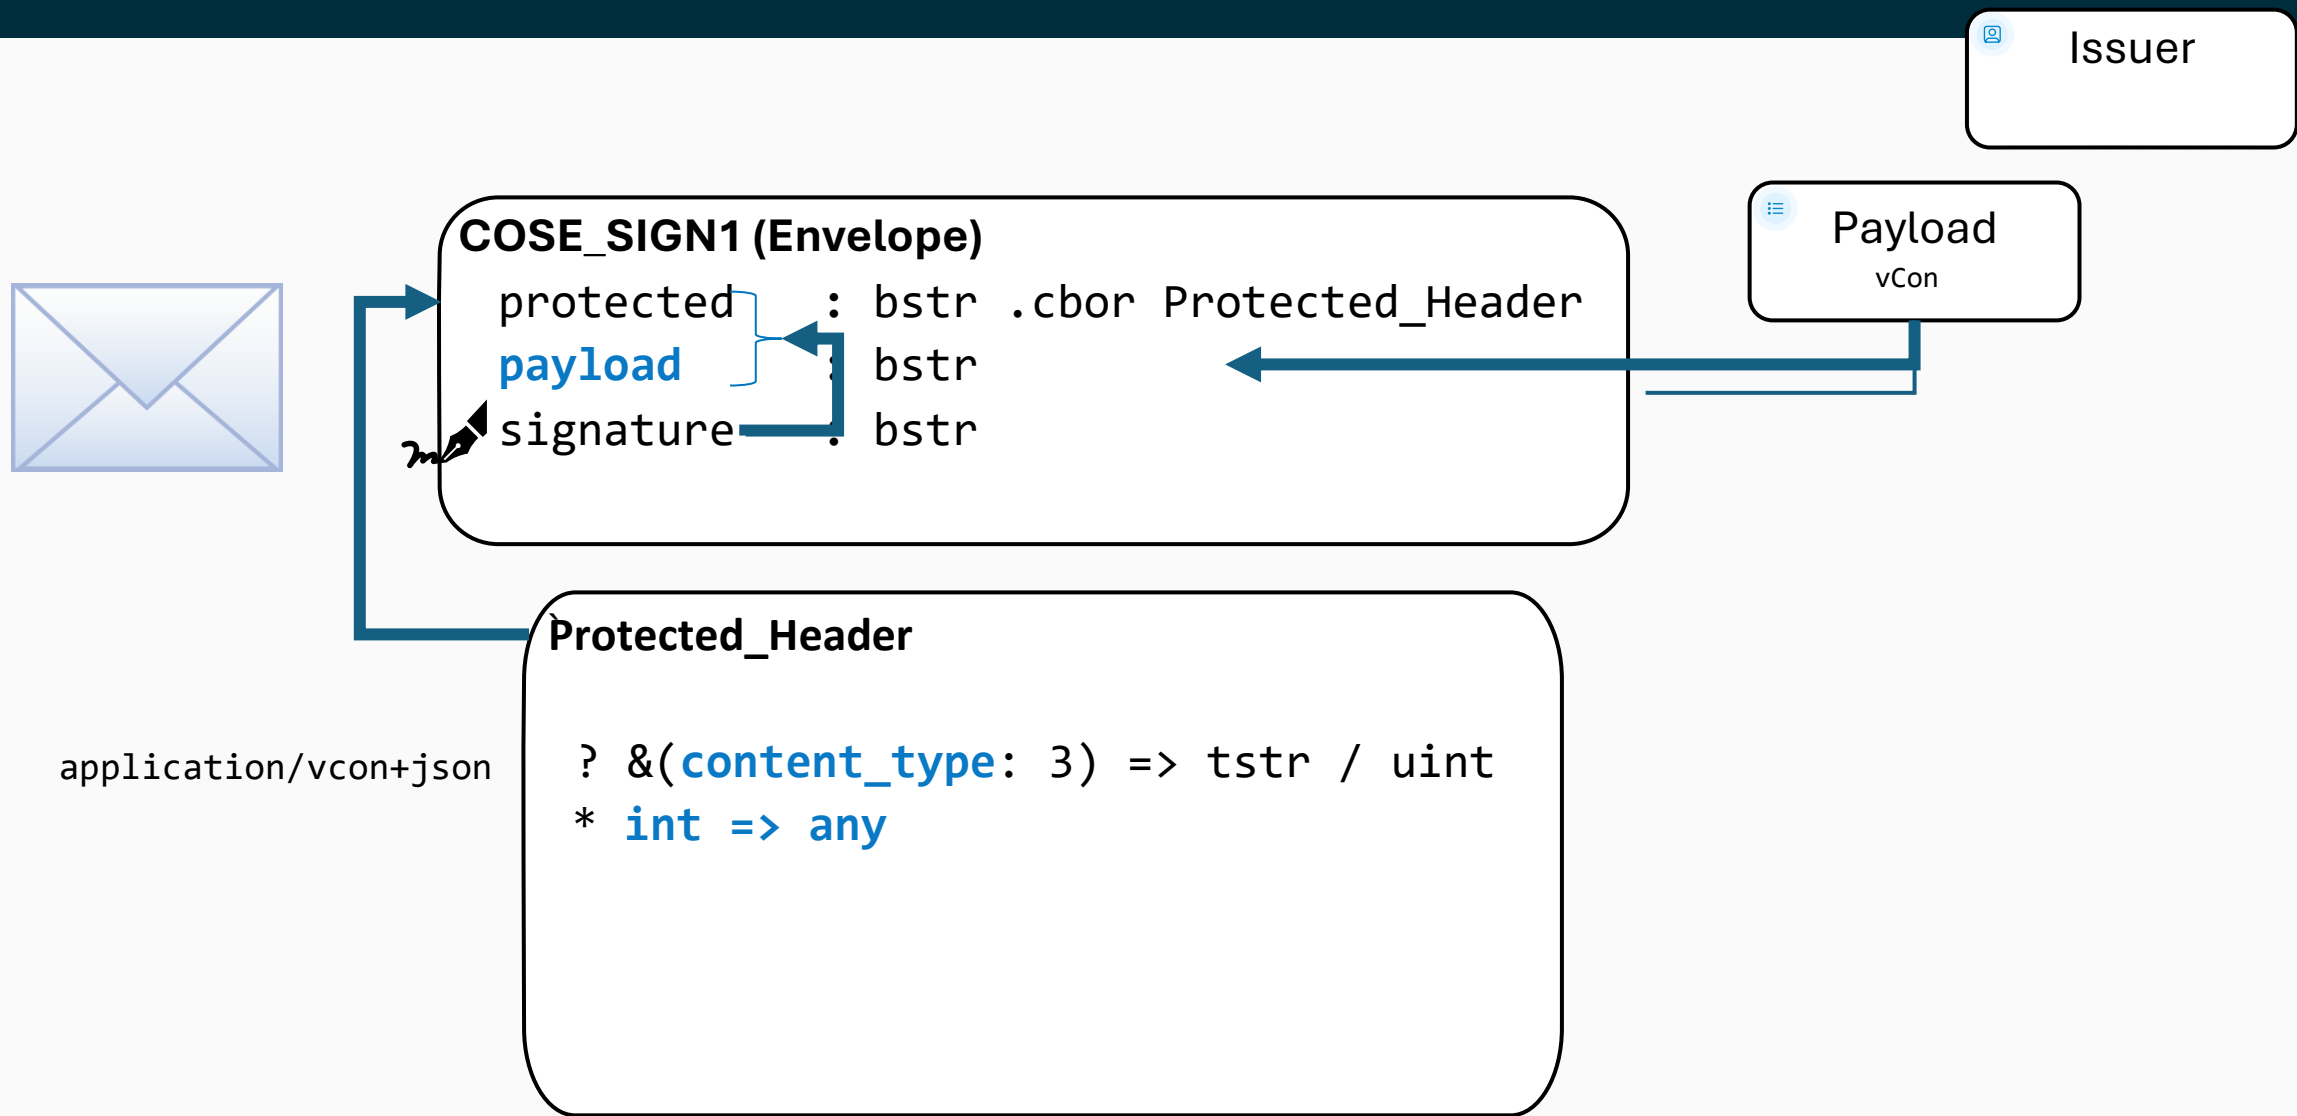 Issuer
Payload
vCon
COSE_SIGN1 (Envelope)
protected : bstr .cbor Protected_Header
payload : bstr
signature : bstr
`Protected_Header
application/vcon+json
? &(content_type: 3) => tstr / uint
* int => any